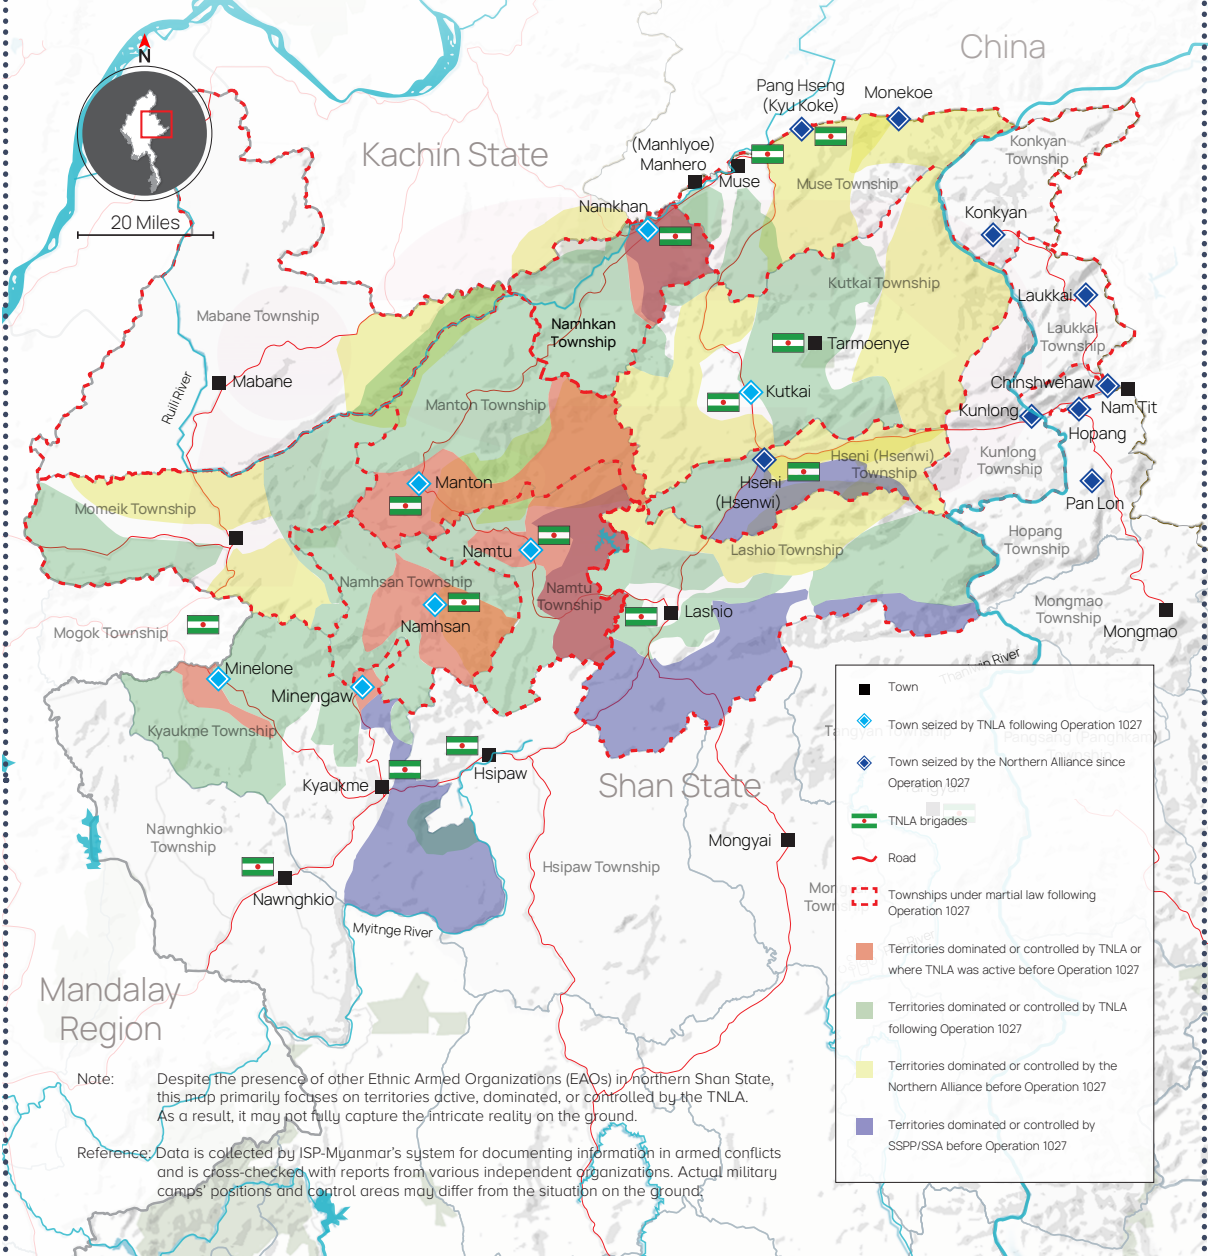 China
N
Pang Hseng
(Kyu Koke)
Monekoe
Kachin State
(Manhlyoe)
Manhero
Muse
Konkyan
Township
Muse Township
20 Miles
Namkhan
Konkyan
Kutkai Township
Laukkai
Mabane Township
Namhkan
Township
Laukkai
Township
Tarmoenye
Ruili River
Mabane
Chinshwehaw
Kutkai
Manton Township
Kunlong
Nam Tit
Hopang
Hseni (Hsenwi)
Township
Kunlong
Township
Manton
Hseni
(Hsenwi)
Pan Lon
Momeik Township
Hopang
Township
Namtu
Lashio Township
Namhsan Township
Namtu
Township
Mongmao
Township
Lashio
Namhsan
Mogok Township
Mongmao
Minelone
River
Minengaw
Kyaukme Township
Hsipaw
Kyaukme
Shan State
Nawnghkio
Township
Mongyai
Hsipaw Township
Nawnghkio
Myitnge River
Mandalay
Region
Town
Town seized by TNLA following Operation 1027
Town seized by the Northern Alliance since
Operation 1027
TNLA brigades
Road
Townships under martial law following
Operation 1027
Territories dominated or controlled by TNLA or
where TNLA was active before Operation 1027
Territories dominated or controlled by TNLA
following Operation 1027
Territories dominated or controlled by the
Northern Alliance before Operation 1027
Territories dominated or controlled by
SSPP/SSA before Operation 1027
Note: Despite the presence of other Ethnic Armed Organizations (EAOs) in northern Shan State,
this map primarily focuses on territories active, dominated, or controlled by the TNLA.
As a result, it may not fully capture the intricate reality on the ground.
Reference: Data is collected by ISP-Myanmar's system for documenting information in armed conflicts
and is cross-checked with reports from various independent organizations. Actual military
camps' positions and control areas may differ from the situation on the ground.